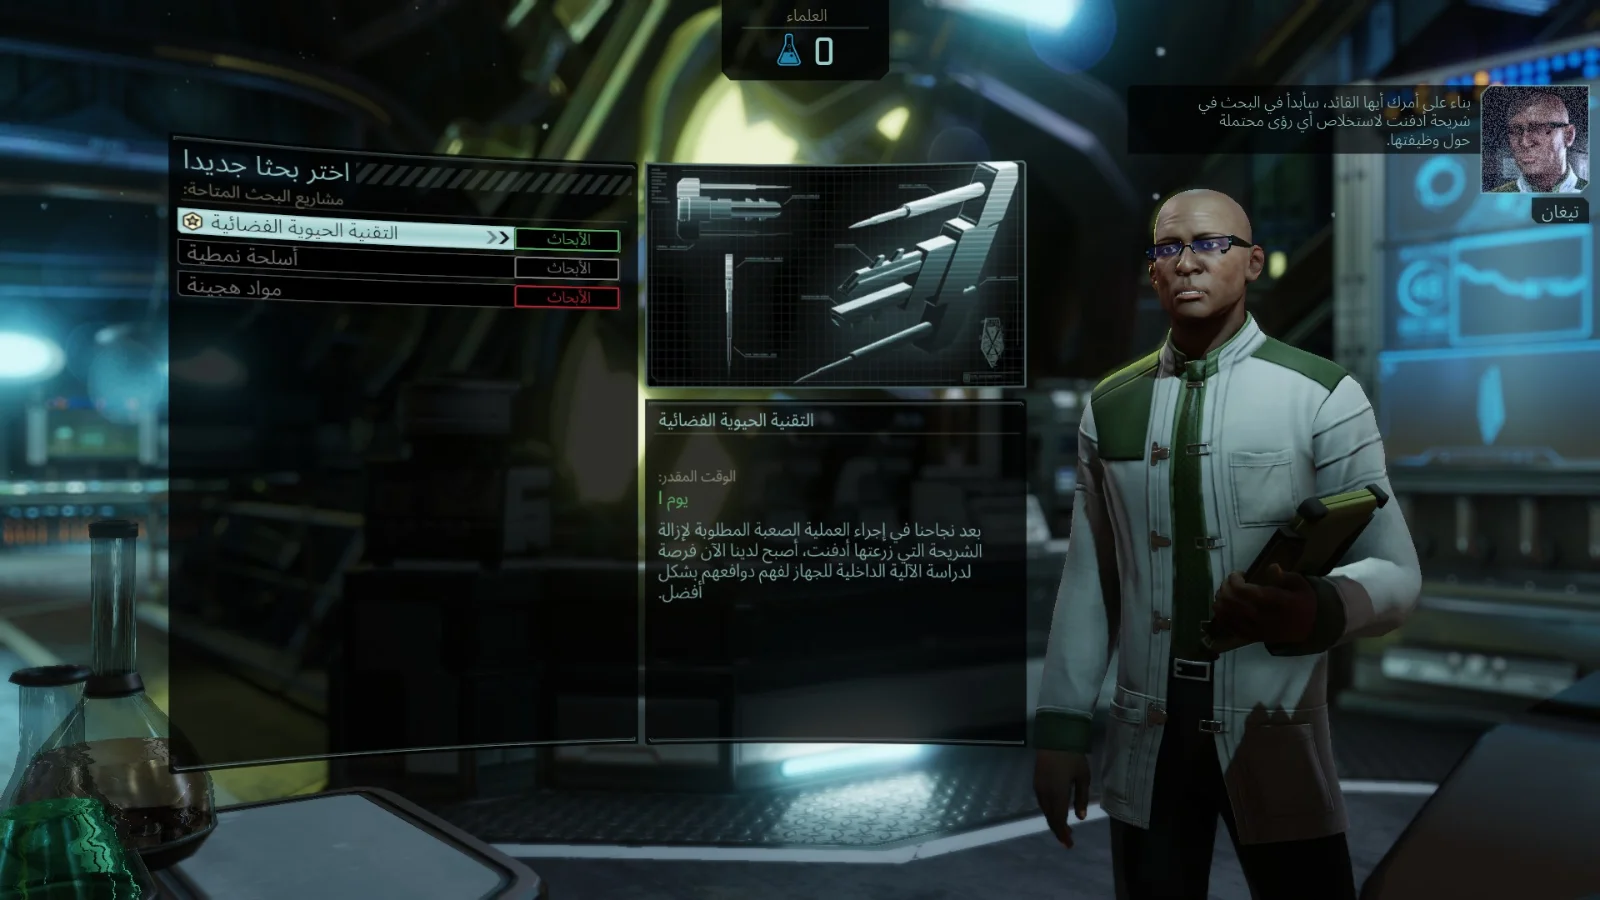 العلماء
0
بناء على أمرك أيها القائد، سأبدأ في البحث في
شريحة أدفنت لاستخلاص أي رؤى محتملة
حول وظيفتها.
تيغان
اختر بحثا جديدا
مشاريع البحث المتاحة:
التقنية الحيوية الفضائية
الأبحاث
أسلحة نمطية
الأبحاث
مواد هجينة
الأبحاث
التقنية الحيوية الفضائية
الوقت المقدر:
1 يوم
بعد نجاحنا في إجراء العملية الصعبة المطلوبة لإزالة
الشريحة التي زرعتها أدفنت، أصبح لدينا الآن فرصة
لدراسة الآلية الداخلية للجهاز لفهم دوافعهم بشكل
أفضل.